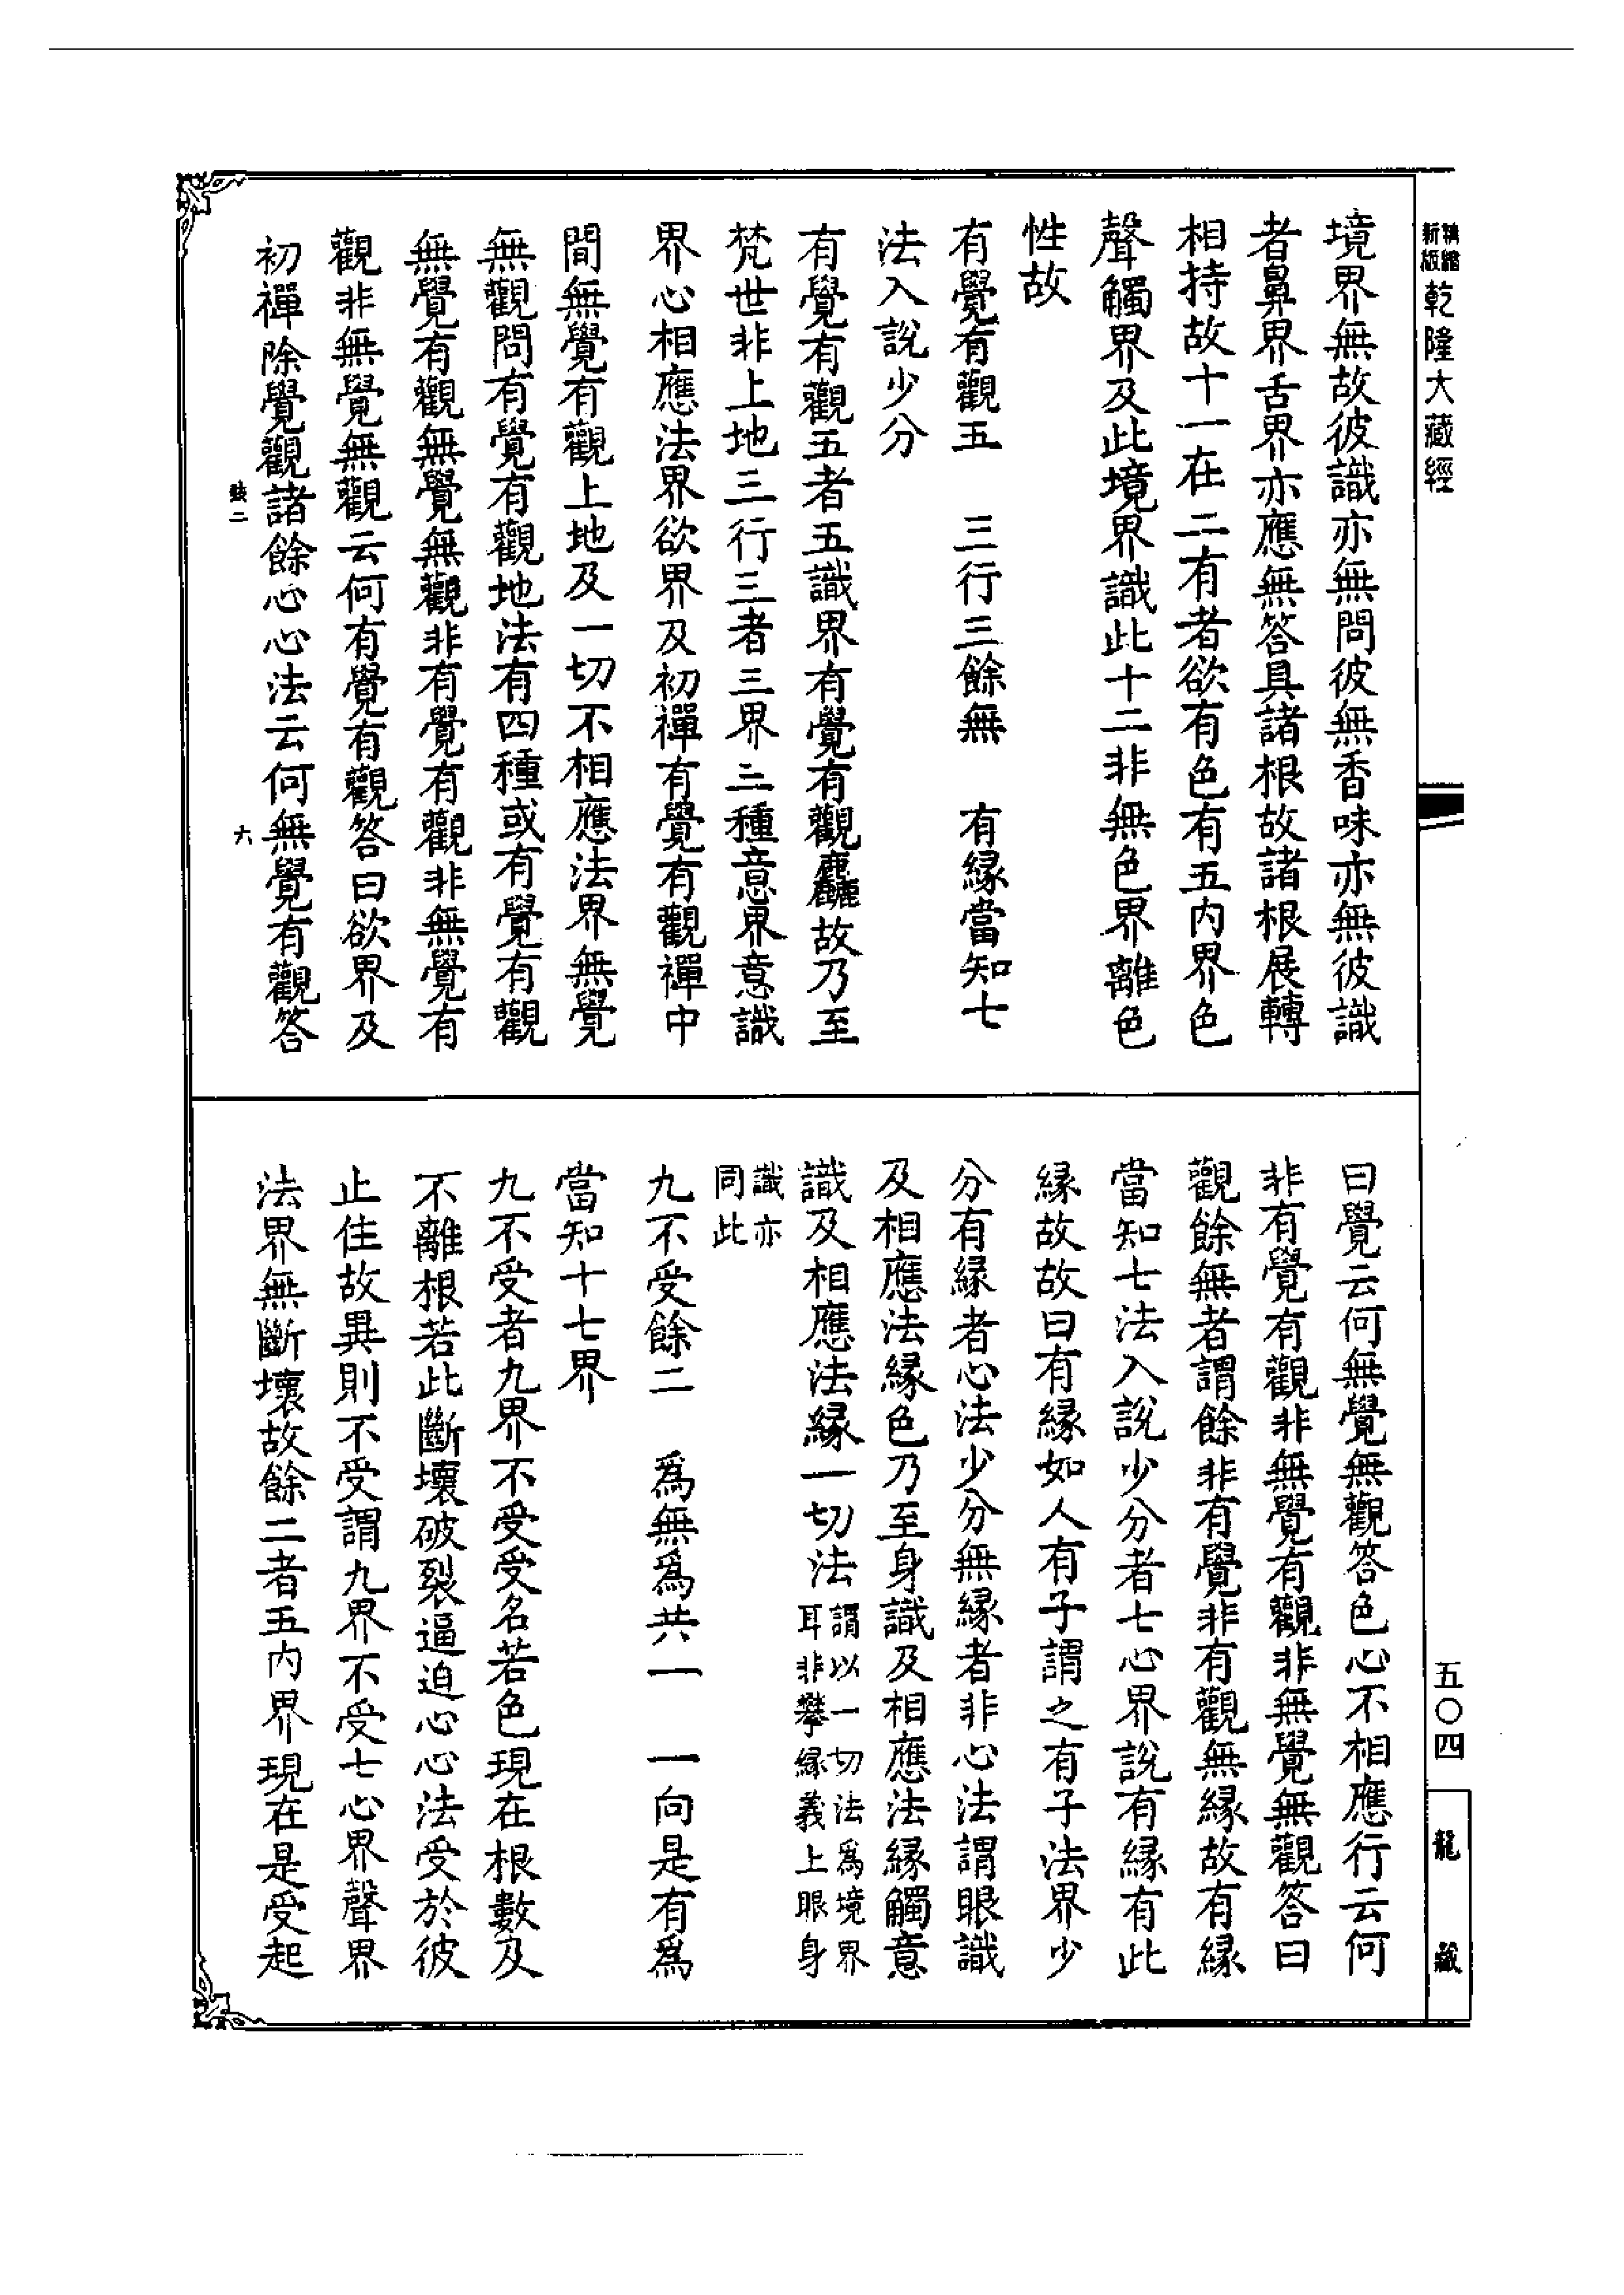 精縮
新版
乾隆大藏經
境界無故彼識亦無問彼無香味亦無彼識
者鼻界舌界亦應無答具諸根故諸根展轉
相持故十一在二有者欲有色有五內界色
聲觸界及此境界識此十二非無色界離色
性故
有覺有觀五　三行三餘無　有緣當知七
法入說少分
有覺有觀五者五識界有覺有觀麤故乃至
梵世非上地三行三者三界三種意界意識
界心相應法界欲界及初禪有覺有觀禪中
間無覺有觀上地及一切不相應法界無覺
無觀問有覺有觀地法有四種或有覺有觀
無覺有觀無覺無觀非有覺有觀非無覺有
觀非無覺無觀云何有覺有觀答曰欲界及
初禪除覺觀諸餘心心法云何無覺有觀答
二
六
曰覺云何無覺無觀答色心不相應行云何
非有覺有觀非無覺有觀非無覺無觀答曰
觀餘無者謂餘非有覺非有觀無緣故有緣
當知七法入說少分者七心界說有緣有此
緣故故曰有緣如人有子謂之有子法界少
分有緣者心法少分無緣者非心法謂眼識
及相應法緣色乃至身識及相應法緣觸意
識及相應法緣一切法
謂以一切法為境界
耳非攀緣義上眼身
識亦
同此
九不受餘二　為無為共一　一向是有為
當知十七界
九不受者九界不受受名若色現在根數及
不離根若此斷壞破裂逼迫心心法受於彼
止住故異則不受謂九界不受七心界聲界
法界無斷壞故餘二者五內界現在是受起
五〇四
龍藏